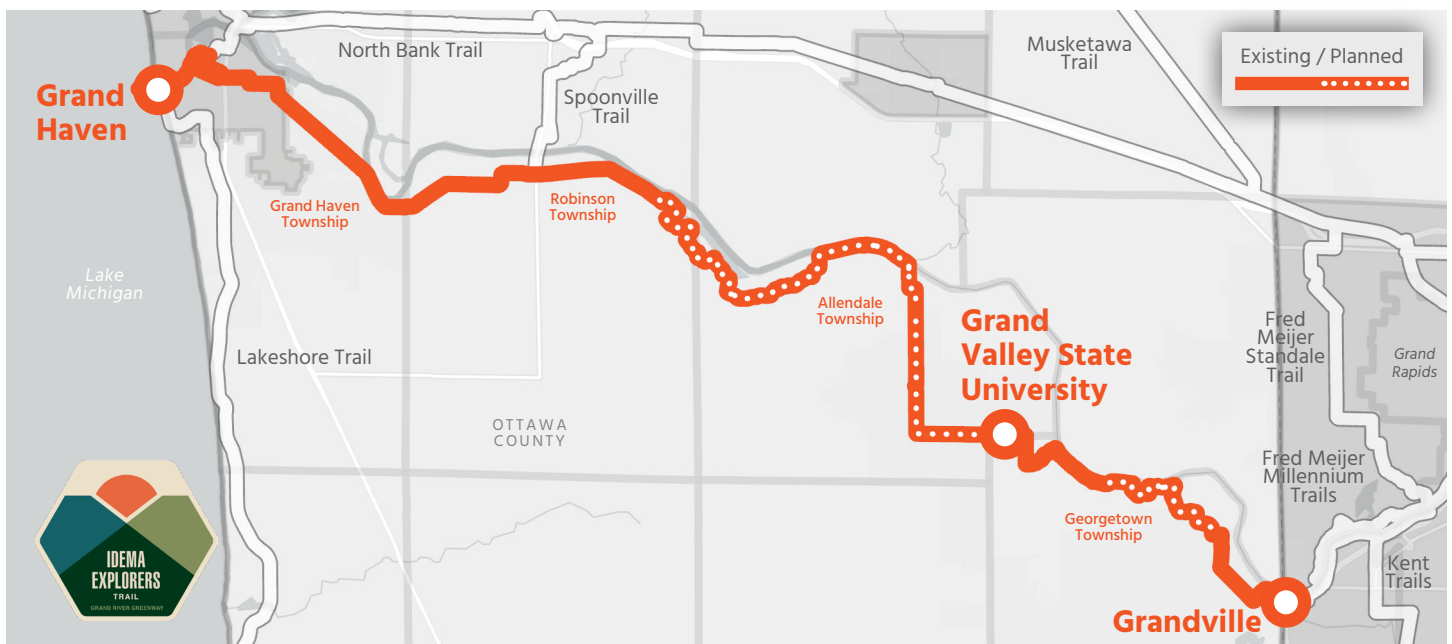 North Bank Trail
Musketawa
Trail
Existing / Planned
Grand
Haven
Spoonville
Trail
Grand Haven
Township
Robinson
Township
Lake
Michigan
Allendale
Township
Grand
Valley State
University
Fred
Meijer
Standale
Trail
Grand
Rapids
Lakeshore Trail
OTTAWA
COUNTY
Fred Meijer
Millennium
Trails
Georgetown
Township
Kent
Trails
Grandville
IDEMA
EXPLORERS
TRAIL
GRAND RIVER GREENWAY